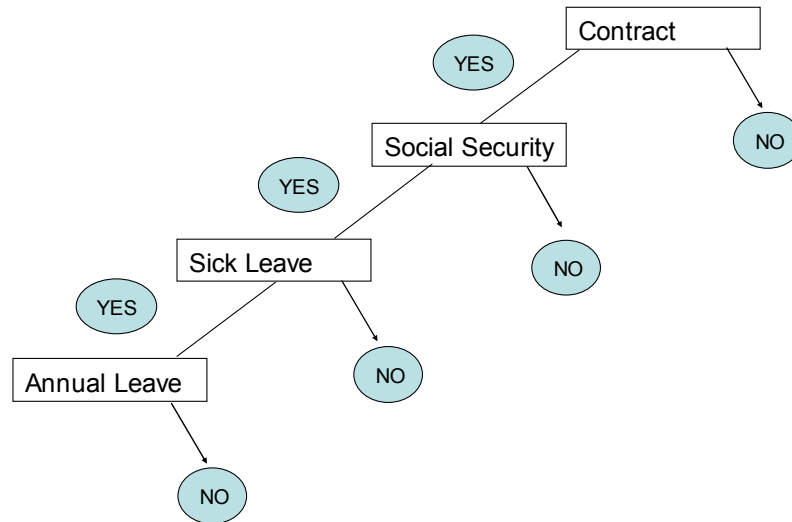 Contract
YES
Social Security
NO
YES
Sick Leave
NO
YES
Annual Leave
NO
NO